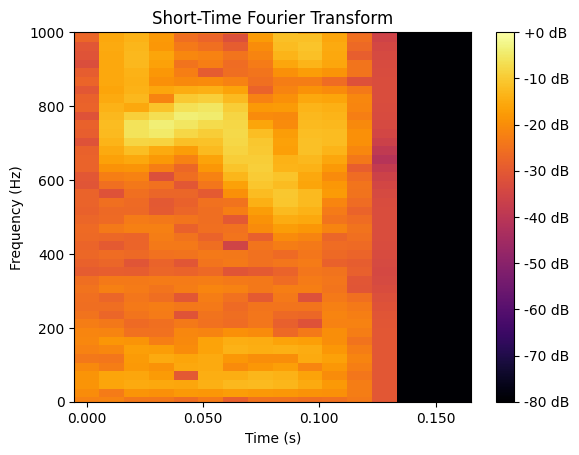 Short-Time Fourier Transform
Frequency (Hz)
1000
800
600
400
200
0
0.000
0.050
0.100
0.150
Time (s)
+0 dB
-10 dB
-20 dB
-30 dB
-40 dB
-50 dB
-60 dB
-70 dB
-80 dB